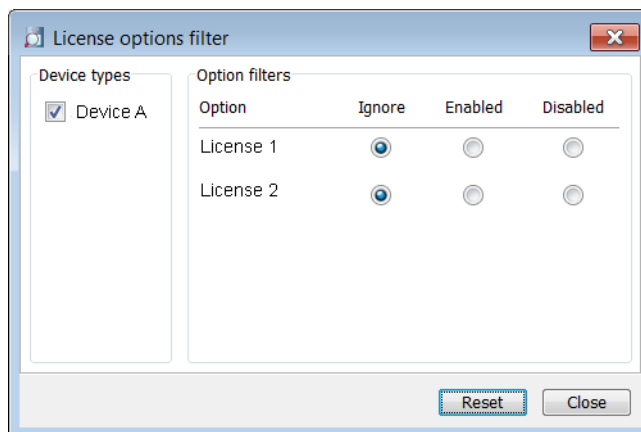 License options filter
Device types
Device A
Option filters
Option Ignore Enabled Disabled
License 1
License 2
Reset Close